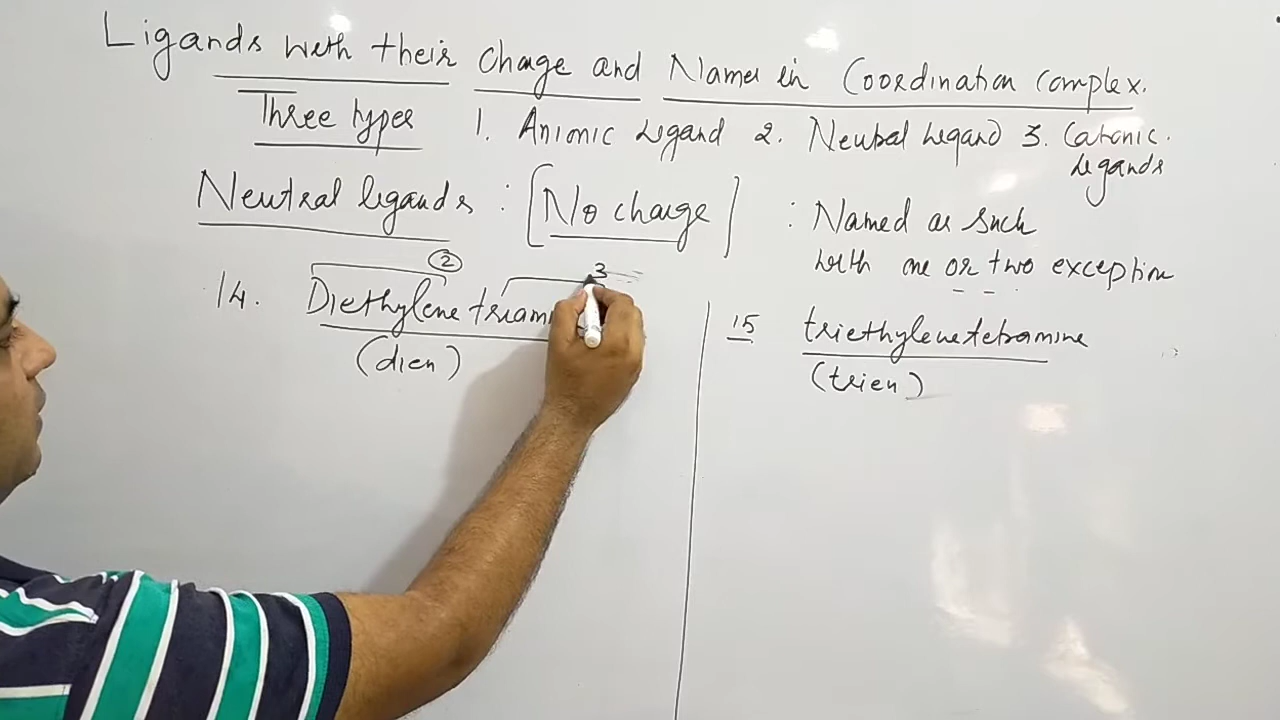 Ligands with their Charge and Names in Coordination Complex.
Three types 1. Anionic Ligand 2. Neutral Ligand 3. Cationic
Ligands
Neutral ligands : [No charge] : Named as such
with one or two exception
②
3
14. Diethylene triam
(dien)
15 triethylenetetramine
(trien)